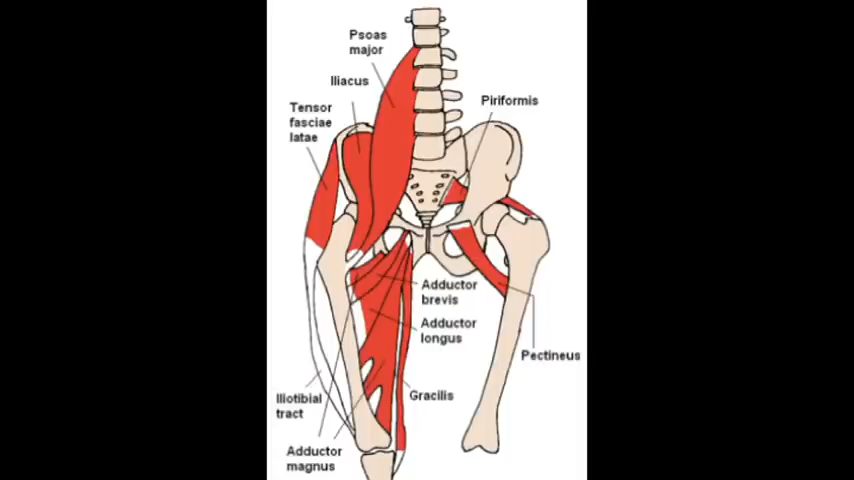 Psoas
major
Iliacus
Tensor
fasciae
latae
Piriformis
Adductor
brevis
Adductor
longus
Pectineus
Gracilis
Iliotibial
tract
Adductor
magnus